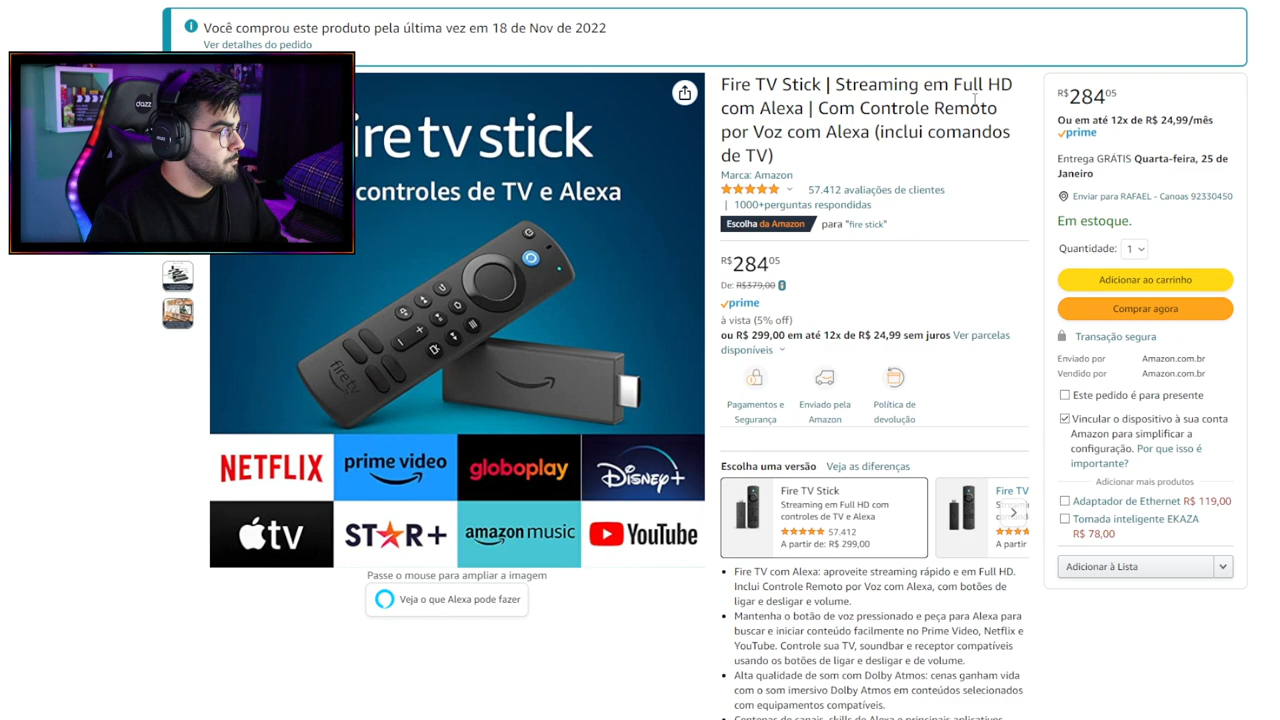 Você comprou este produto pela última vez em 18 de Nov de 2022
Ver detalhes do pedido
dazz
dazz
ire tv stick
controles de TV e Alexa
fire tv
NETFLIX
prime video
globoplay
Disney+
tv
STAR+
amazon music
YouTube
Passe o mouse para ampliar a imagem
Veja o que Alexa pode fazer
Fire TV Stick | Streaming em Full HD
com Alexa | Com Controle Remoto
por Voz com Alexa (inclui comandos
de TV)
Marca: Amazon
57.412 avaliações de clientes
| 1000+perguntas respondidas
Escolha da Amazon para "fire stick"
R$ 284 05
De: R$379,00
prime
à vista (5% off)
ou R$ 299,00 em até 12x de R$ 24,99 sem juros Ver parcelas
disponíveis
Pagamentos e
Segurança
Enviado pela
Amazon
Política de
devolução
Escolha uma versão Veja as diferenças
Fire TV Stick
Streaming em Full HD com
controles de TV e Alexa
57.412
A partir de: R$ 299,00
Fire TV
Stream
control
A partir
• Fire TV com Alexa: aproveite streaming rápido e em Full HD.
Inclui Controle Remoto por Voz com Alexa, com botões de
ligar e desligar e volume.
• Mantenha o botão de voz pressionado e peça para Alexa para
buscar e iniciar conteúdo facilmente no Prime Video, Netflix e
YouTube. Controle sua TV, soundbar e receptor compatíveis
usando os botões de ligar e desligar e de volume.
• Alta qualidade de som com Dolby Atmos: cenas ganham vida
com o som imersivo Dolby Atmos em conteúdos selecionados
com equipamentos compatíveis.
• Centenas de canais, skills de Alexa e principais aplicativos
R$ 284 05
Ou em até 12x de R$ 24,99/mês
prime
Entrega GRÁTIS Quarta-feira, 25 de
Janeiro
Enviar para RAFAEL - Canoas 92330450
Em estoque.
Quantidade: 1
Adicionar ao carrinho
Comprar agora
Transação segura
Enviado por Amazon.com.br
Vendido por Amazon.com.br
Este pedido é para presente
Vincular o dispositivo à sua conta
Amazon para simplificar a
configuração. Por que isso é
importante?
Adicionar mais produtos
Adaptador de Ethernet R$ 119,00
Tomada inteligente EKAZA
R$ 78,00
Adicionar à Lista